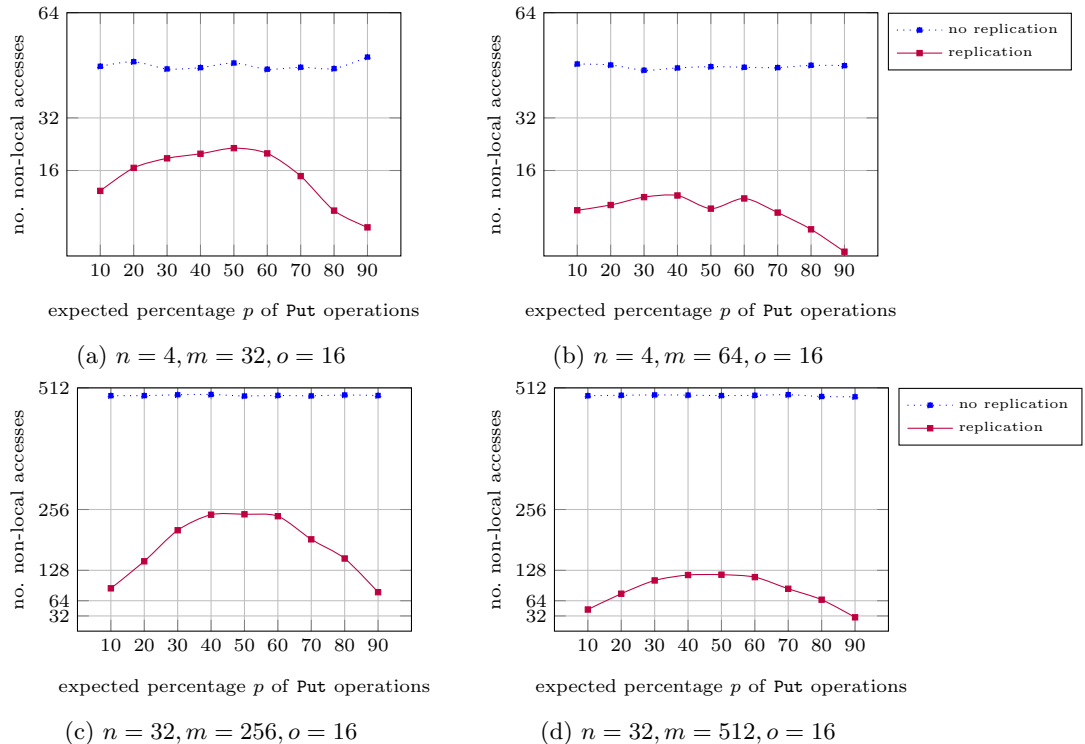 64
32
16
no. non-local accesses
10 20 30 40 50 60 70 80 90
expected percentage p of Put operations
(a) n = 4, m = 32, o = 16
64
32
16
no. non-local accesses
10 20 30 40 50 60 70 80 90
expected percentage p of Put operations
(b) n = 4, m = 64, o = 16
no replication
replication
512
256
128
64
32
no. non-local accesses
10 20 30 40 50 60 70 80 90
expected percentage p of Put operations
(c) n = 32, m = 256, o = 16
512
256
128
64
32
no. non-local accesses
10 20 30 40 50 60 70 80 90
expected percentage p of Put operations
(d) n = 32, m = 512, o = 16
no replication
replication